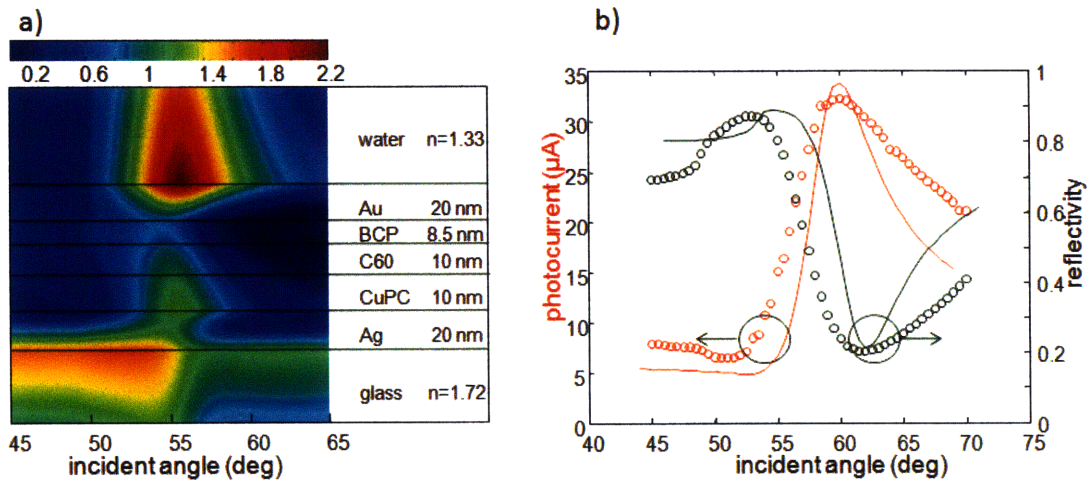 a)
0.2 0.6 1 1.4 1.8 2.2
water n=1.33
Au 20 nm
BCP 8.5 nm
C60 10 nm
CuPC 10 nm
Ag 20 nm
glass n=1.72
45 50 55 60 65
incident angle (deg)
b)
35
30
25
20
15
10
5
photocurrent (µA)
1
0.8
0.6
0.4
0.2
0
reflectivity
40 45 50 55 60 65 70 75
incident angle (deg)